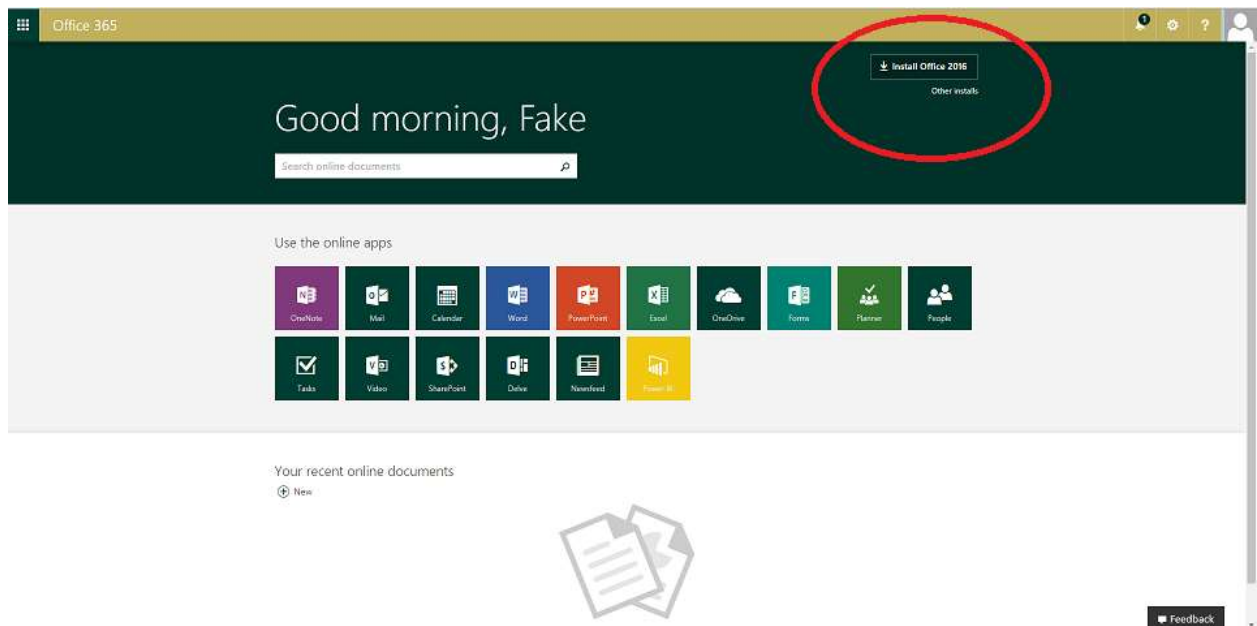 Office 365
1
?
Install Office 2016
Other installs
Good morning, Fake
Search online documents
Use the online apps
OneNote
Mail
Calendar
Word
PowerPoint
Excel
OneDrive
Forms
Planner
People
Tasks
Video
SharePoint
Delve
Newsfeed
Power BI
Your recent online documents
New
Feedback